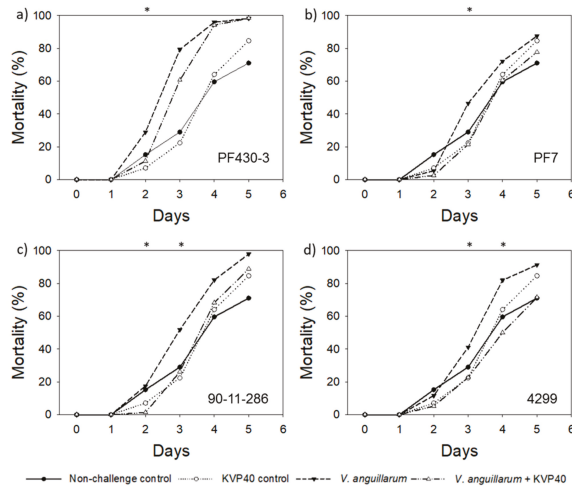 a)
*
b)
*
Mortality (%)
100
80
60
40
20
0
PF430-3
0 1 2 3 4 5 6
Days
Mortality (%)
100
80
60
40
20
0
PF7
0 1 2 3 4 5 6
Days
c)
* *
d)
* *
Mortality (%)
100
80
60
40
20
0
90-11-286
0 1 2 3 4 5 6
Days
Mortality (%)
100
80
60
40
20
0
4299
0 1 2 3 4 5 6
Days
Non-challenge control KVP40 control V. anguillarum V. anguillarum + KVP40